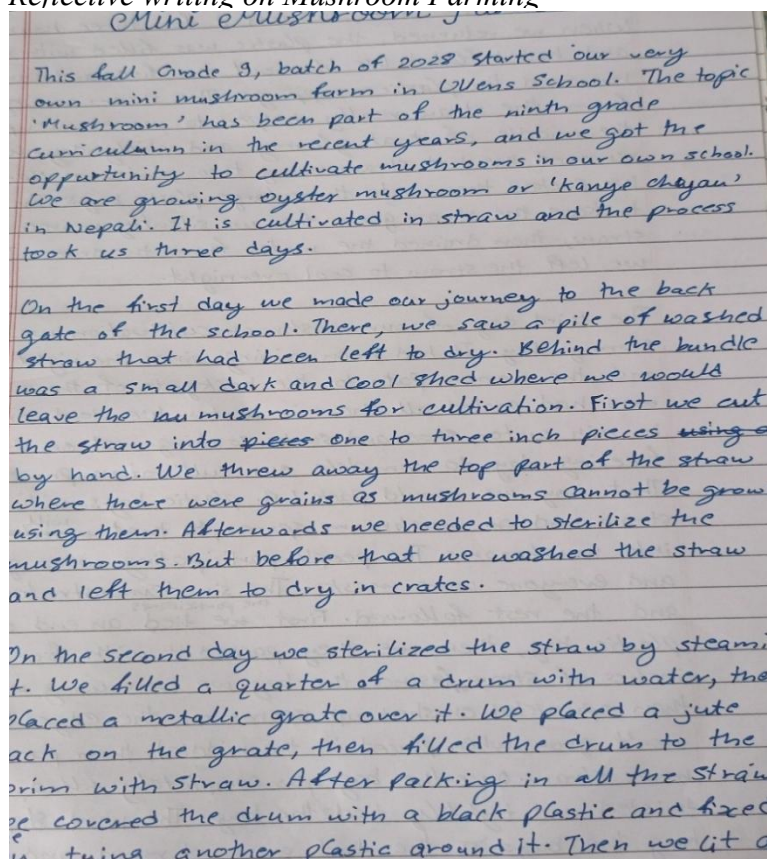 Reflective writing on Mushroom Farming
Mini Mushroom
This fall Grade 9, batch of 2028 started our very
own mini mushroom farm in Ullens School. The topic
'Mushroom' has been part of the ninth grade
curriculumn in the recent years, and we got the
oppurtunity to cultivate mushrooms in our own school.
We are growing oyster mushroom or 'Kanye chyau'
in Nepali. It is cultivated in straw and the process
took us three days.
On the first day we made our journey to the back
gate of the school. There, we saw a pile of washed
straw that had been left to dry. Behind the bundle
was a small dark and cool shed where we would
leave the mushrooms for cultivation. First we cut
the straw into pieces one to three inch pieces using
by hand. We threw away the top part of the straw
where there were grains as mushrooms cannot be grow
using them. Afterwards we needed to sterilize the
mushrooms. But before that we washed the straw
and left them to dry in crates.
On the second day we sterilized the straw by steami
t. We filled a quarter of a drum with water, the
placed a metallic grate over it. We placed a jute
ack on the grate, then filled the drum to the
brim with straw. After packing in all the straw
we covered the drum with a black plastic and fixed
tying another plastic around it. Then we lit a